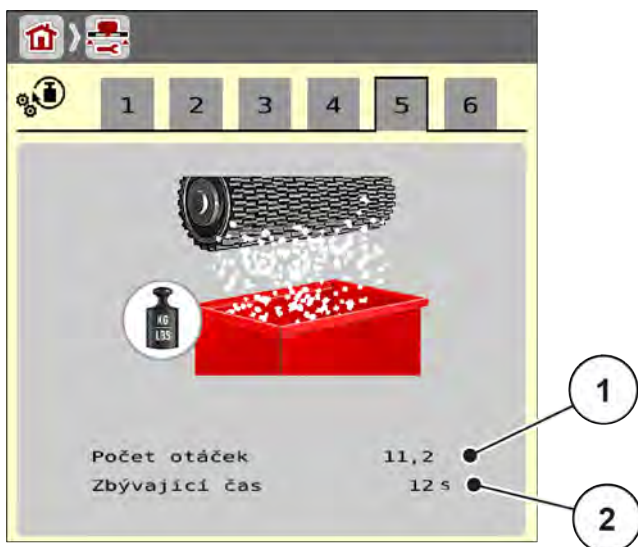 1 2 3 4 5 6
KG
LBS
Počet otáček 11,2
Zbývající čas 12 s
1
2